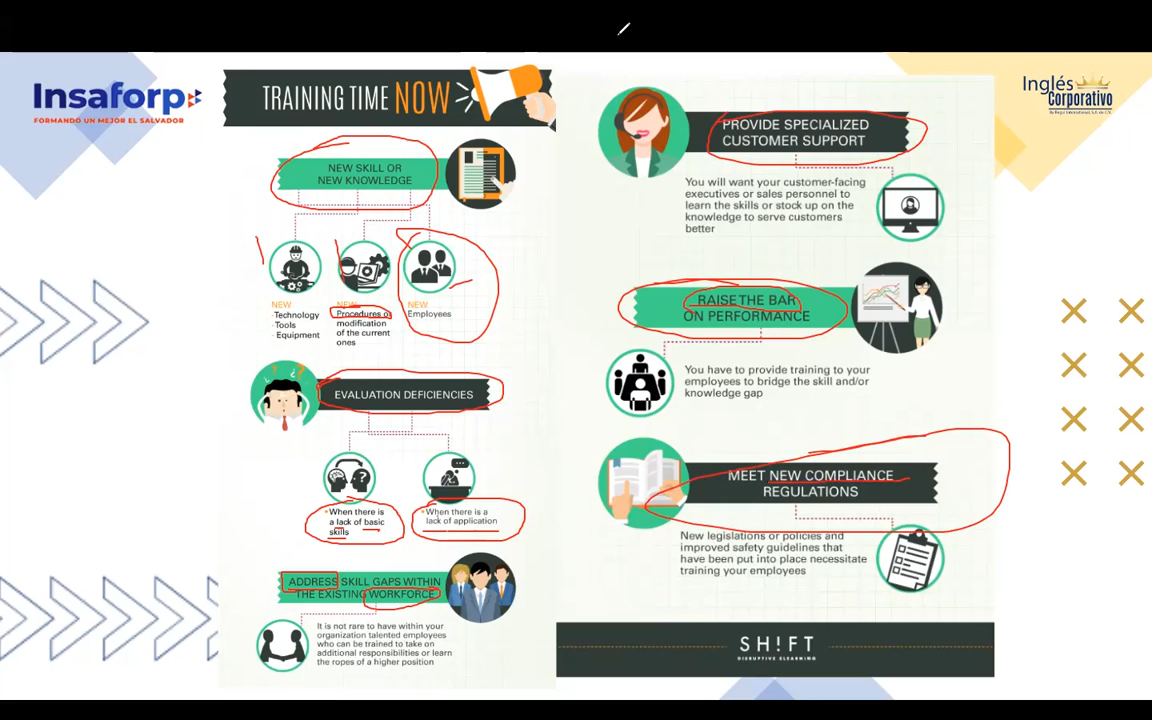 Insaforp
FORMANDO UN MEJOR EL SALVADOR
TRAINING TIME NOW
NEW SKILL OR
NEW KNOWLEDGE
NEW
·Technology
·Tools
·Equipment
NEW
Procedures or
modification
of the current
ones
NEW
Employees
EVALUATION DEFICIENCIES
•When there is
a lack of basic
skills
•When there is a
lack of application
ADDRESS SKILL GAPS WITHIN
THE EXISTING WORKFORCE
It is not rare to have within your
organization talented employees
who can be trained to take on
additional responsibilities or learn
the ropes of a higher position
Inglés
Corporativo
PROVIDE SPECIALIZED
CUSTOMER SUPPORT
You will want your customer-facing
executives or sales personnel to
learn the skills or stock up on the
knowledge to serve customers
better
RAISE THE BAR
ON PERFORMANCE
You have to provide training to your
employees to bridge the skill and/or
knowledge gap
MEET NEW COMPLIANCE
REGULATIONS
New legislations or policies and
improved safety guidelines that
have been put into place necessitate
training your employees
SH!FT
DISRUPTIVE ELEARNING